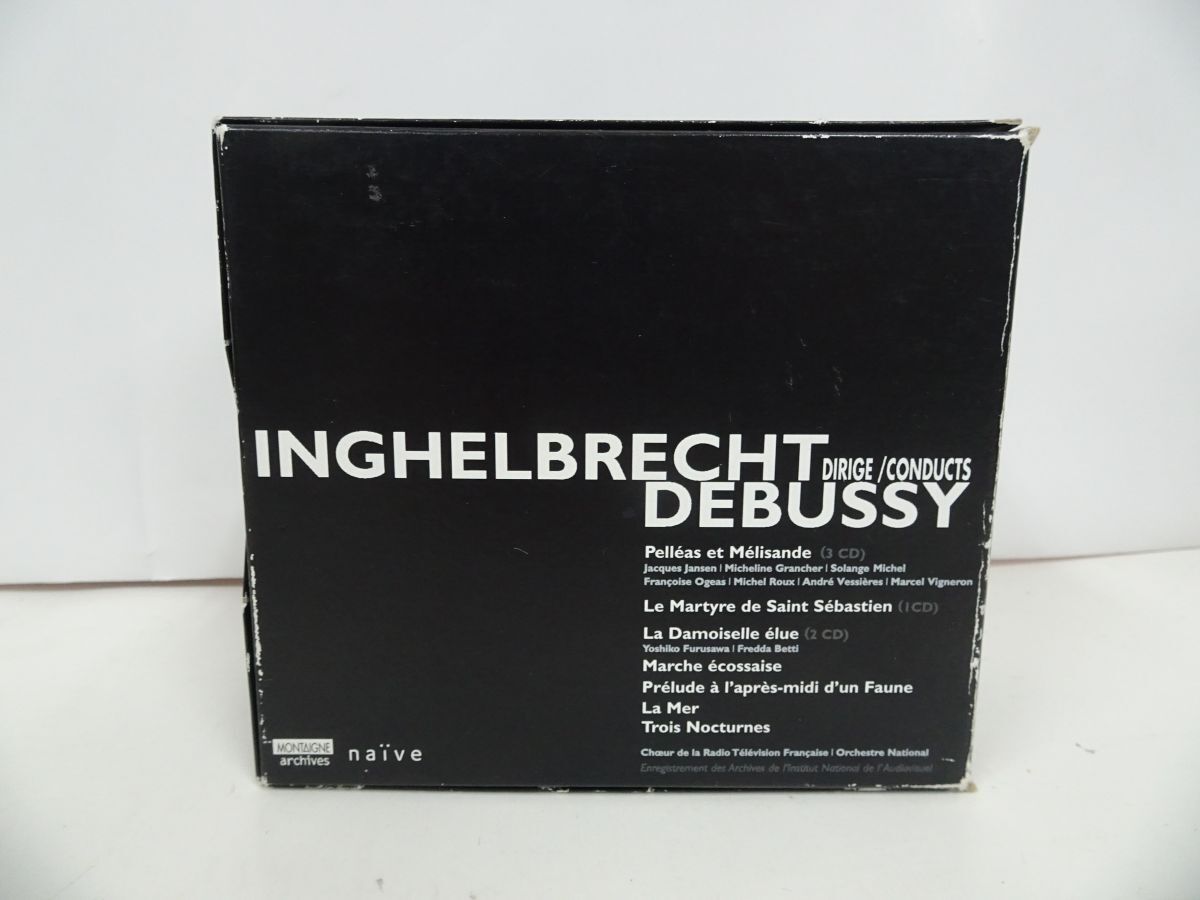 INGHELBRECHT DIRIGE /CONDUCTS
DEBUSSY
Pelléas et Mélisande (3 CD)
Jacques Jansen | Micheline Grancher | Solange Michel
Françoise Ogeas | Michel Roux | André Vessières | Marcel Vigneron
Le Martyre de Saint Sébastien (1CD)
La Damoiselle élue (2 CD)
Yoshiko Furusawa | Fredda Betti
Marche écossaise
Prélude à l'après-midi d'un Faune
La Mer
Trois Nocturnes
Chœur de la Radio Télévision Française | Orchestre National
Enregistrement des Archives de l'Institut National de l'Audiovisuel
MONTAIGNE
archives
naïve